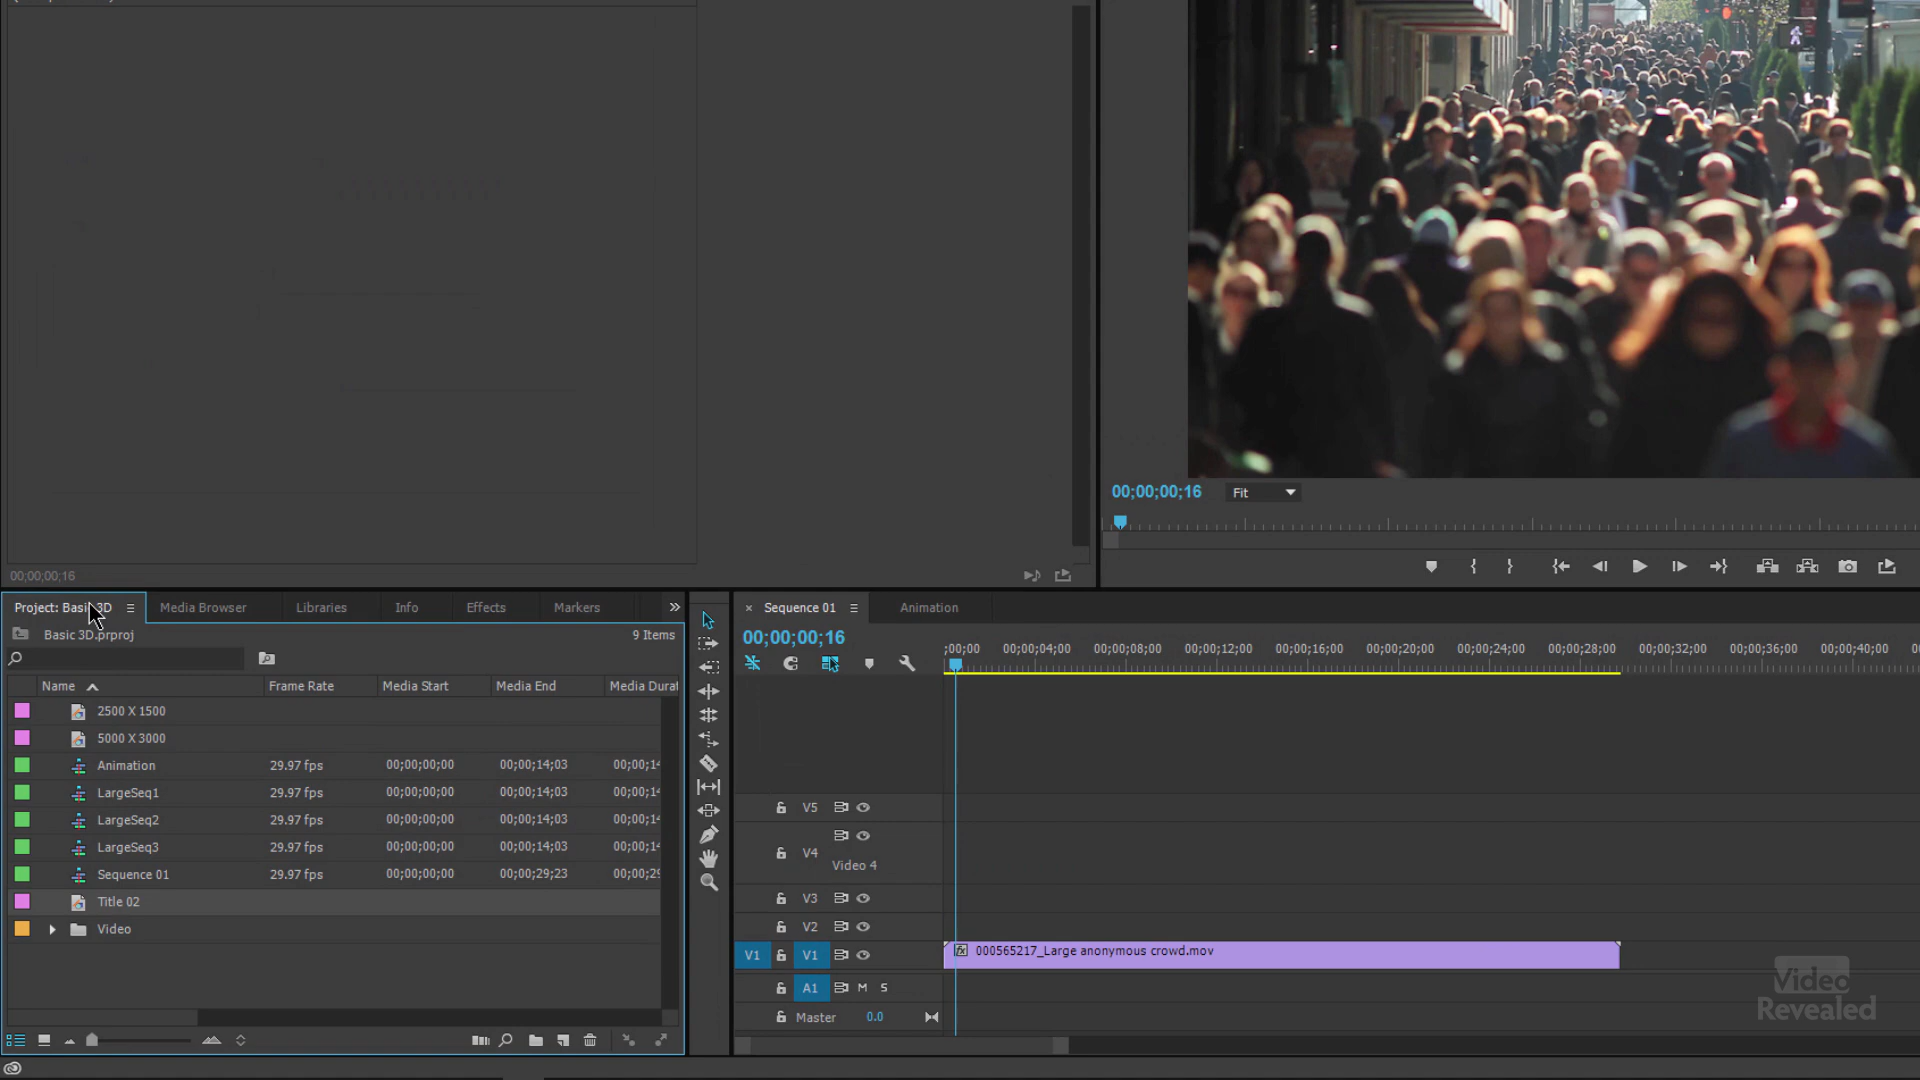 00;00;00;16 Fit
00;00;00;16
Project: Basic 3D Media Browser Libraries Info Effects Markers
Basic 3D.prproj 9 Items
Name Frame Rate Media Start Media End Media Durat
2500 X 1500
5000 X 3000
Animation 29.97 fps 00;00;00;00 00;00;14;03 00;00;14
LargeSeq1 29.97 fps 00;00;00;00 00;00;14;03 00;00;14
LargeSeq2 29.97 fps 00;00;00;00 00;00;14;03 00;00;14
LargeSeq3 29.97 fps 00;00;00;00 00;00;14;03 00;00;14
Sequence 01 29.97 fps 00;00;00;00 00;00;29;23 00;00;29
Title 02
Video
Sequence 01 Animation
00;00;00;16
;00;00 00;00;04;00 00;00;08;00 00;00;12;00 00;00;16;00 00;00;20;00 00;00;24;00 00;00;28;00 00;00;32;00 00;00;36;00 00;00;40;00
V5
V4
Video 4
V3
V2
V1 V1 fx 000565217_Large anonymous crowd.mov
A1 M S
Master 0.0
Video
Revealed